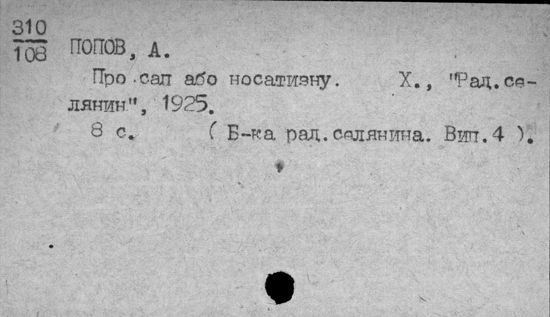 310
108
ПОПОВ, А.
Про сап або носатизну. Х., "Рад.се-
лянин", 1925.
8 с. ( Б-ка рад.селянина. Вип.4 ).